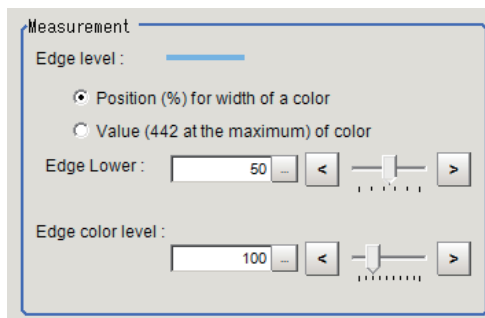 Measurement
Edge level :
Position (%) for width of a color
Value (442 at the maximum) of color
Edge Lower : 50 ... < >
Edge color level :
100 ... < >